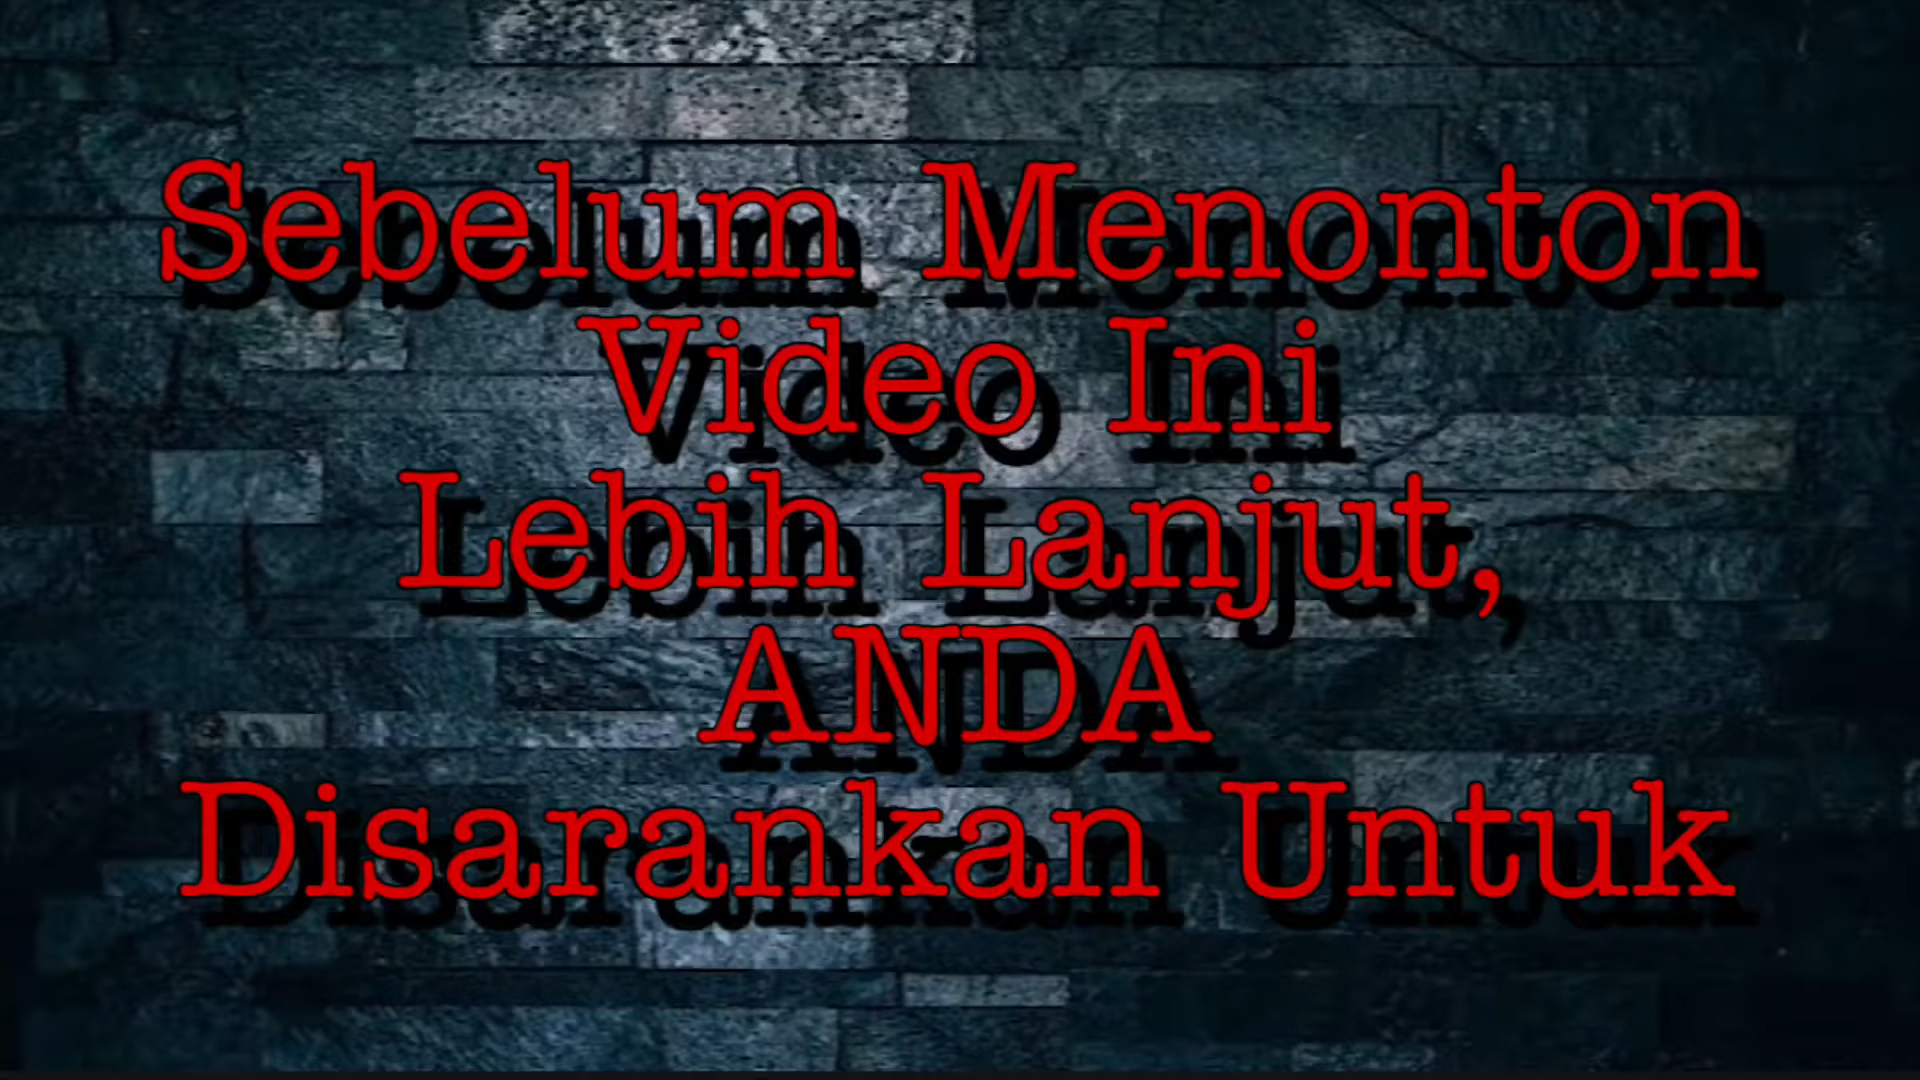 Sebelum Menonton
Video Ini
Lebih Lanjut,
ANDA
Disarankan Untuk